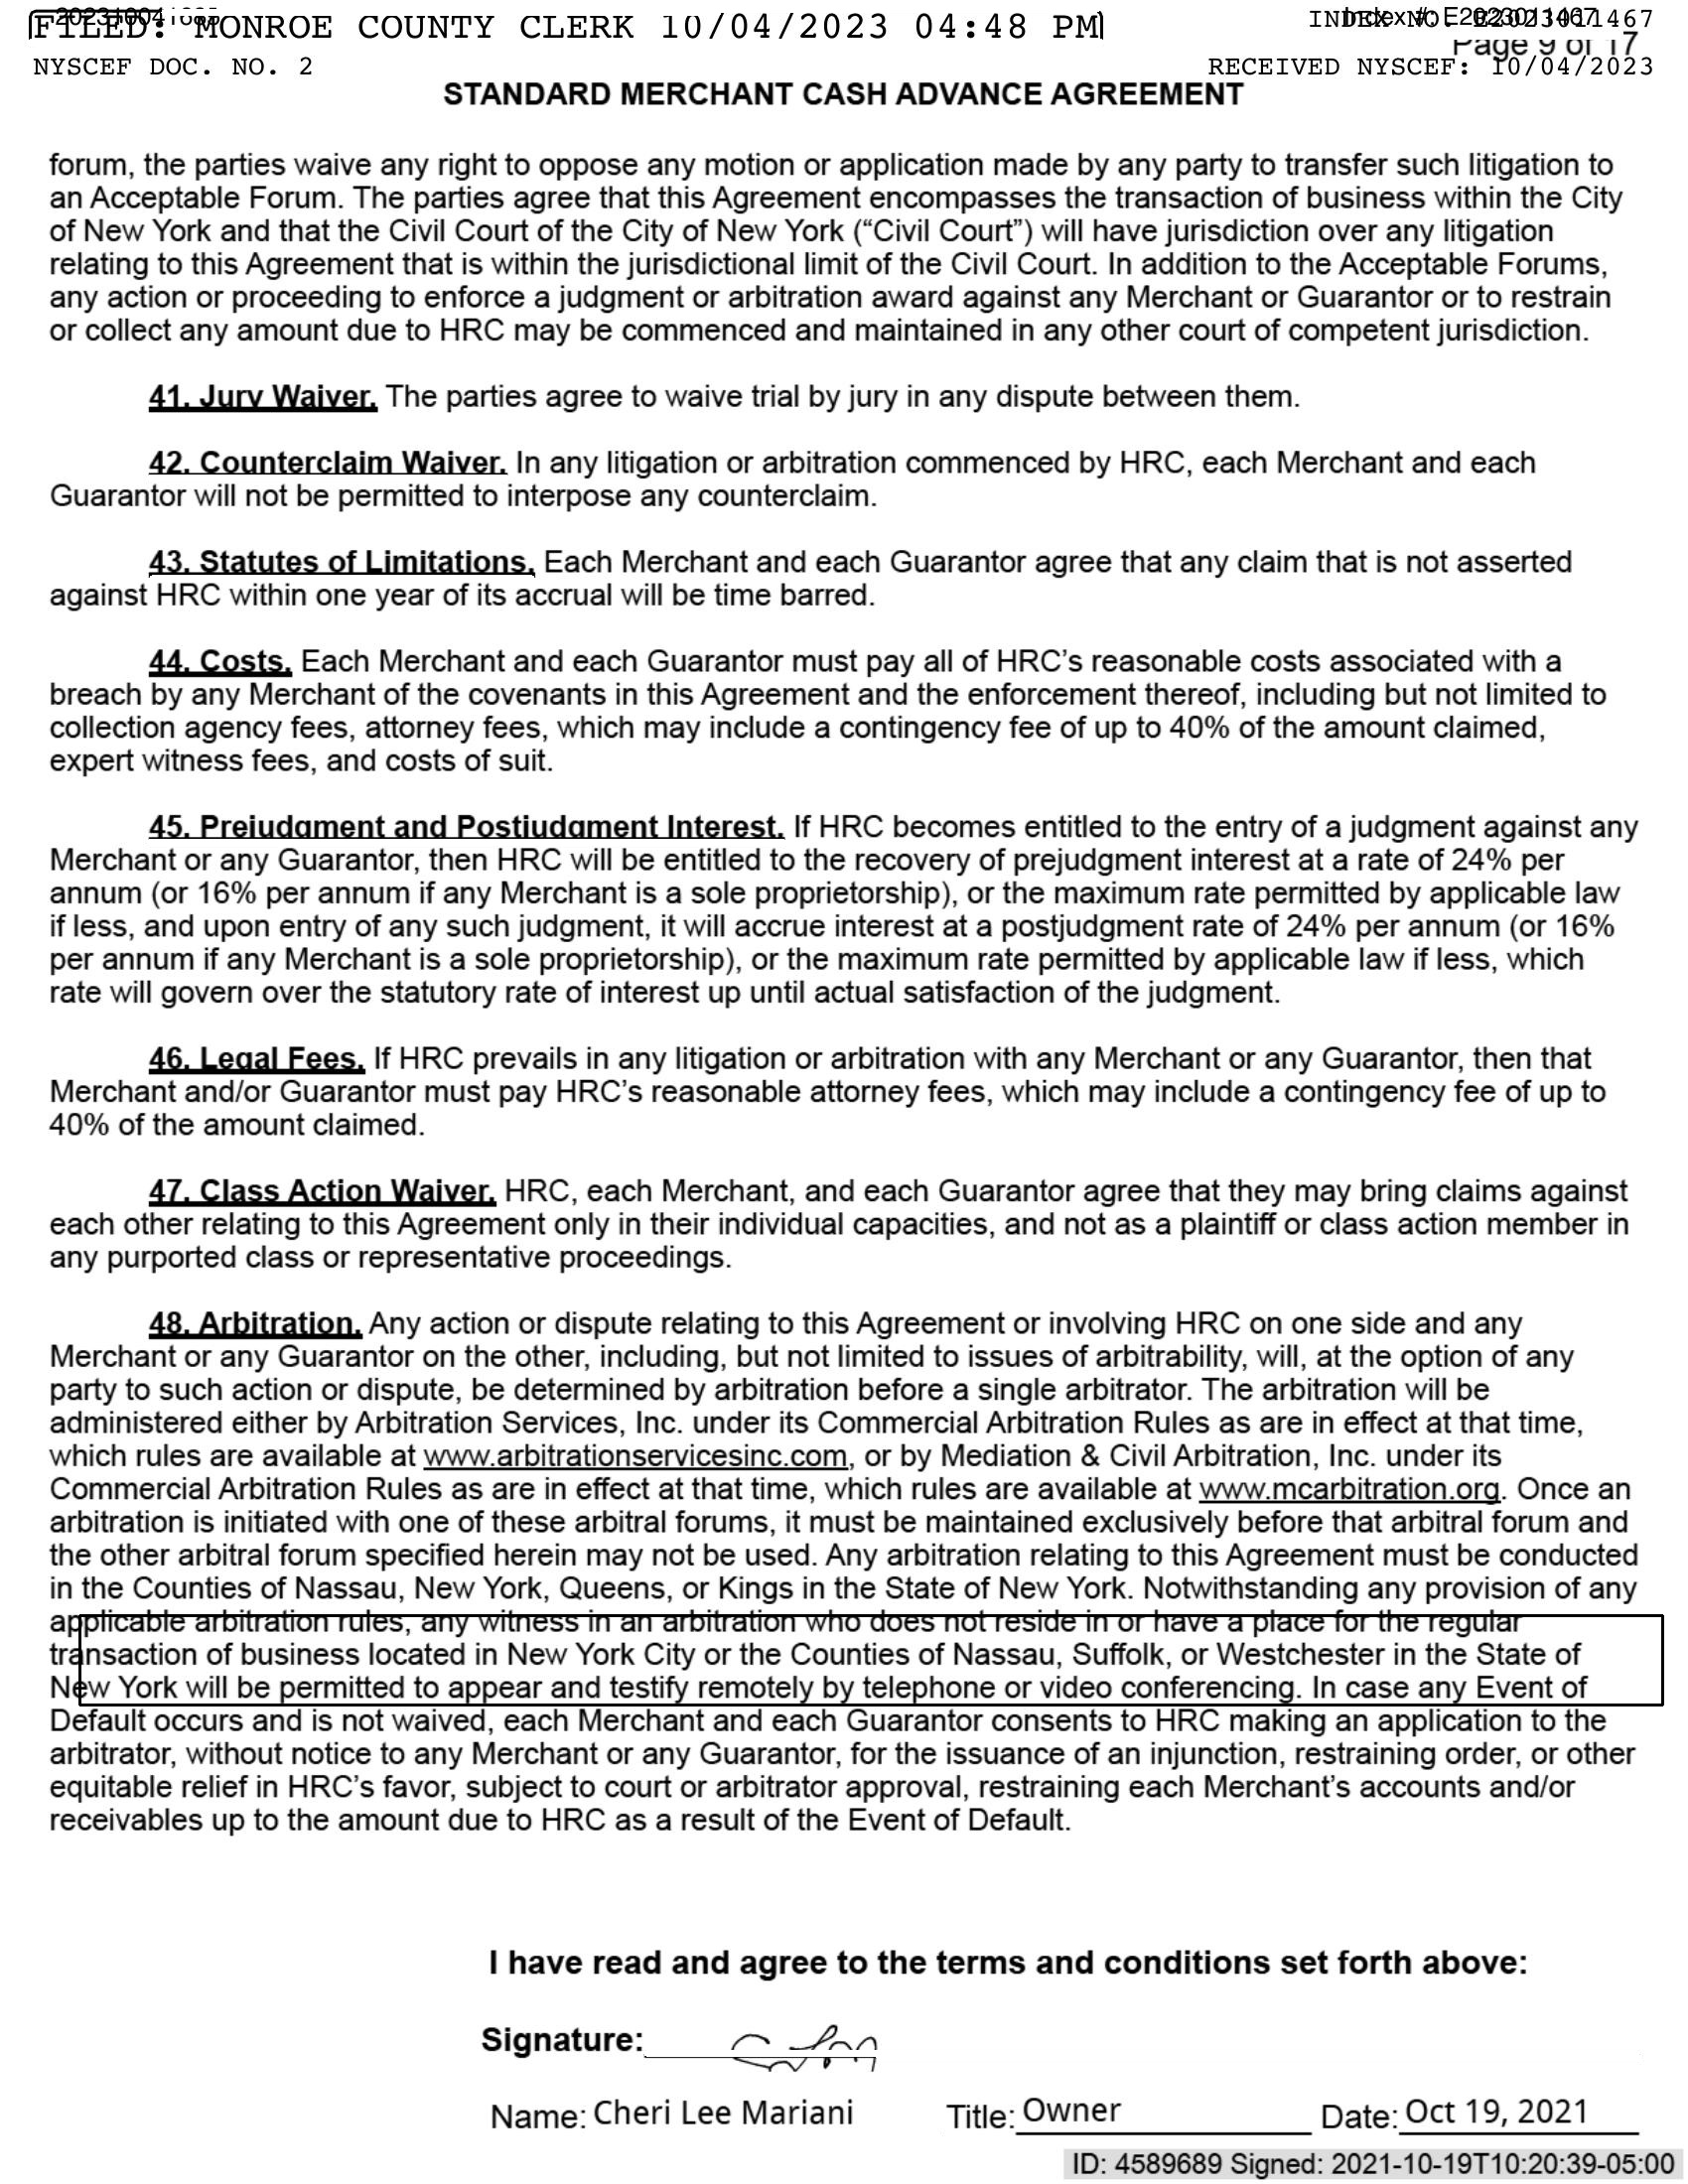 FILED: MONROE COUNTY CLERK 10/04/2023 04:48 PM
INDEX NO. E2023011467
Index #: E2023011467
Page 9 of 17
NYSCEF DOC. NO. 2
RECEIVED NYSCEF: 10/04/2023
STANDARD MERCHANT CASH ADVANCE AGREEMENT
forum, the parties waive any right to oppose any motion or application made by any party to transfer such litigation to
an Acceptable Forum. The parties agree that this Agreement encompasses the transaction of business within the City
of New York and that the Civil Court of the City of New York (“Civil Court”) will have jurisdiction over any litigation
relating to this Agreement that is within the jurisdictional limit of the Civil Court. In addition to the Acceptable Forums,
any action or proceeding to enforce a judgment or arbitration award against any Merchant or Guarantor or to restrain
or collect any amount due to HRC may be commenced and maintained in any other court of competent jurisdiction.
41. Jury Waiver. The parties agree to waive trial by jury in any dispute between them.
42. Counterclaim Waiver. In any litigation or arbitration commenced by HRC, each Merchant and each
Guarantor will not be permitted to interpose any counterclaim.
43. Statutes of Limitations. Each Merchant and each Guarantor agree that any claim that is not asserted
against HRC within one year of its accrual will be time barred.
44. Costs. Each Merchant and each Guarantor must pay all of HRC’s reasonable costs associated with a
breach by any Merchant of the covenants in this Agreement and the enforcement thereof, including but not limited to
collection agency fees, attorney fees, which may include a contingency fee of up to 40% of the amount claimed,
expert witness fees, and costs of suit.
45. Prejudgment and Postjudgment Interest. If HRC becomes entitled to the entry of a judgment against any
Merchant or any Guarantor, then HRC will be entitled to the recovery of prejudgment interest at a rate of 24% per
annum (or 16% per annum if any Merchant is a sole proprietorship), or the maximum rate permitted by applicable law
if less, and upon entry of any such judgment, it will accrue interest at a postjudgment rate of 24% per annum (or 16%
per annum if any Merchant is a sole proprietorship), or the maximum rate permitted by applicable law if less, which
rate will govern over the statutory rate of interest up until actual satisfaction of the judgment.
46. Legal Fees. If HRC prevails in any litigation or arbitration with any Merchant or any Guarantor, then that
Merchant and/or Guarantor must pay HRC’s reasonable attorney fees, which may include a contingency fee of up to
40% of the amount claimed.
47. Class Action Waiver. HRC, each Merchant, and each Guarantor agree that they may bring claims against
each other relating to this Agreement only in their individual capacities, and not as a plaintiff or class action member in
any purported class or representative proceedings.
48. Arbitration. Any action or dispute relating to this Agreement or involving HRC on one side and any
Merchant or any Guarantor on the other, including, but not limited to issues of arbitrability, will, at the option of any
party to such action or dispute, be determined by arbitration before a single arbitrator. The arbitration will be
administered either by Arbitration Services, Inc. under its Commercial Arbitration Rules as are in effect at that time,
which rules are available at www.arbitrationservicesinc.com, or by Mediation & Civil Arbitration, Inc. under its
Commercial Arbitration Rules as are in effect at that time, which rules are available at www.mcarbitration.org. Once an
arbitration is initiated with one of these arbitral forums, it must be maintained exclusively before that arbitral forum and
the other arbitral forum specified herein may not be used. Any arbitration relating to this Agreement must be conducted
in the Counties of Nassau, New York, Queens, or Kings in the State of New York. Notwithstanding any provision of any
applicable arbitration rules, any witness in an arbitration who does not reside in or have a place for the regular
transaction of business located in New York City or the Counties of Nassau, Suffolk, or Westchester in the State of
New York will be permitted to appear and testify remotely by telephone or video conferencing. In case any Event of
Default occurs and is not waived, each Merchant and each Guarantor consents to HRC making an application to the
arbitrator, without notice to any Merchant or any Guarantor, for the issuance of an injunction, restraining order, or other
equitable relief in HRC’s favor, subject to court or arbitrator approval, restraining each Merchant’s accounts and/or
receivables up to the amount due to HRC as a result of the Event of Default.
I have read and agree to the terms and conditions set forth above:
Signature:
Name: Cheri Lee Mariani Title: Owner Date: Oct 19, 2021
ID: 4589689 Signed: 2021-10-19T10:20:39-05:00